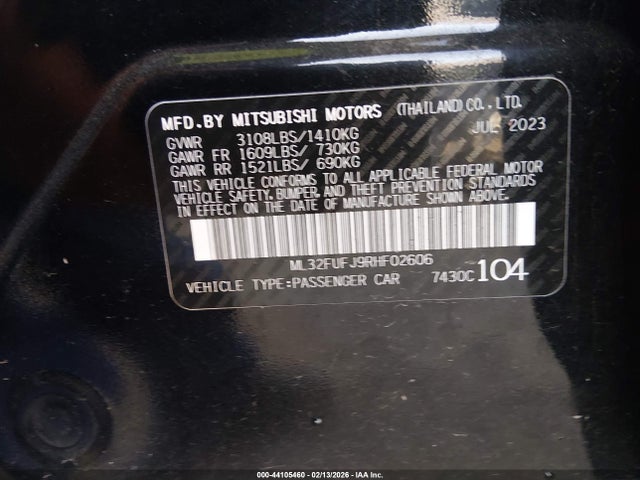 MFD. BY MITSUBISHI MOTORS (THAILAND) CO., LTD.
JUL 2023
GVWR 3108LBS/1410KG
GAWR FR 1609LBS/ 730KG
GAWR RR 1521LBS/ 690KG
THIS VEHICLE CONFORMS TO ALL APPLICABLE FEDERAL MOTOR
VEHICLE SAFETY, BUMPER, AND THEFT PREVENTION STANDARDS
IN EFFECT ON THE DATE OF MANUFACTURE SHOWN ABOVE.
ML32FUFJ9RHF02606
VEHICLE TYPE:PASSENGER CAR 7430C 104
000-44105460 - 02/13/2026 - IAA Inc.